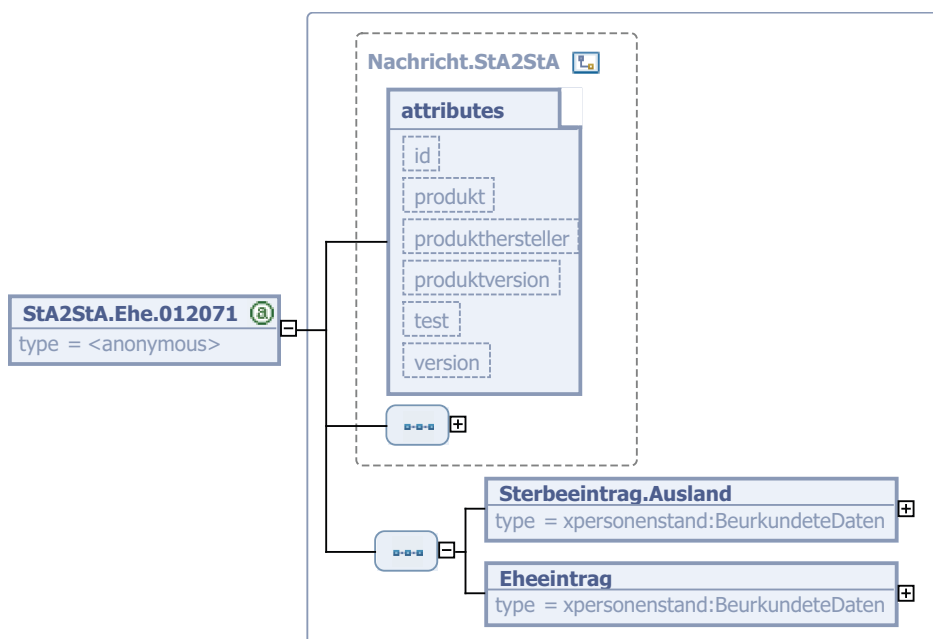 Nachricht.StA2StA
attributes
id
produkt
produkthersteller
produktversion
test
version
StA2StA.Ehe.012071 a
type = <anonymous>
Sterbeeintrag.Ausland
type = xpersonenstand:BeurkundeteDaten
Eheeintrag
type = xpersonenstand:BeurkundeteDaten